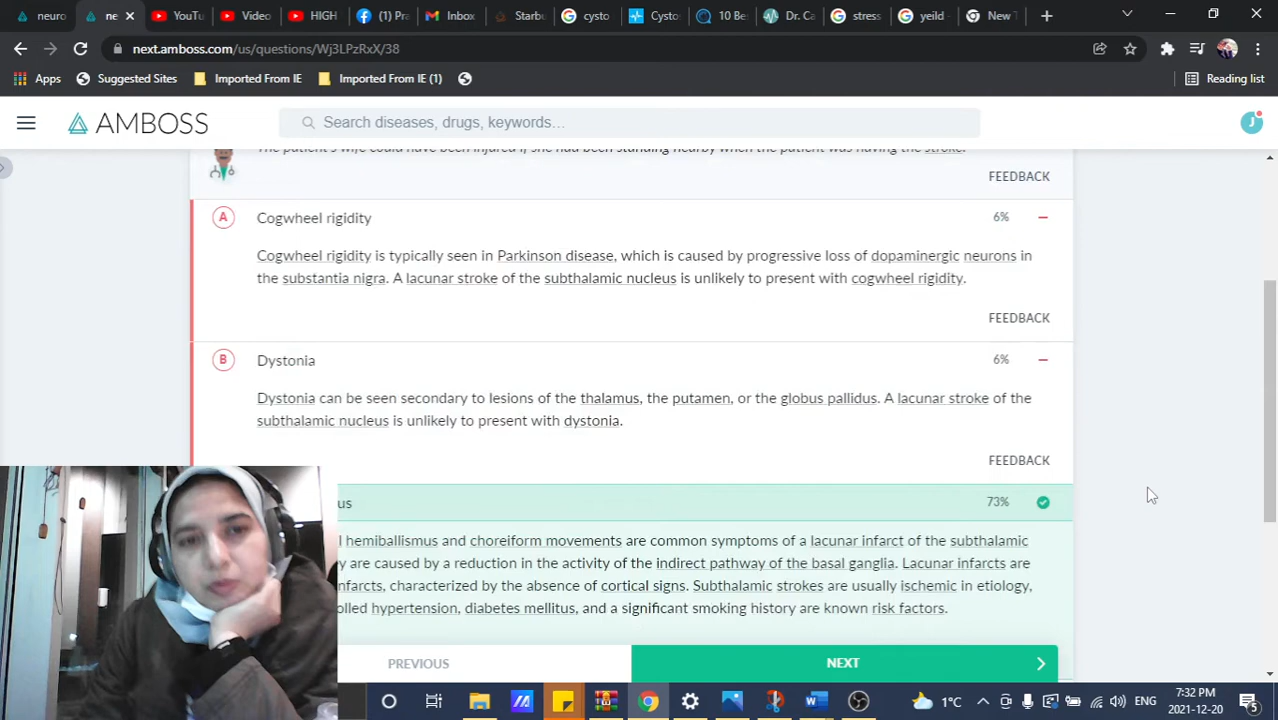 neuro
ne
YouT
Video
HIGH
(1) Pra
Inbox
Starbu
cysto
Cysto
10 Be
Dr. Ca
stress
yeild
New T
next.amboss.com/us/questions/Wj3LPzRxX/38
Apps
Suggested Sites
Imported From IE
Imported From IE (1)
Reading list
AMBOSS
Search diseases, drugs, keywords...
J
The patient's wife could have been injured if she had been standing nearby when the patient was having the stroke.
FEEDBACK
A
Cogwheel rigidity
6%
Cogwheel rigidity is typically seen in Parkinson disease, which is caused by progressive loss of dopaminergic neurons in
the substantia nigra. A lacunar stroke of the subthalamic nucleus is unlikely to present with cogwheel rigidity.
FEEDBACK
B
Dystonia
6%
Dystonia can be seen secondary to lesions of the thalamus, the putamen, or the globus pallidus. A lacunar stroke of the
subthalamic nucleus is unlikely to present with dystonia.
FEEDBACK
us
73%
l hemiballismus and choreiform movements are common symptoms of a lacunar infarct of the subthalamic
y are caused by a reduction in the activity of the indirect pathway of the basal ganglia. Lacunar infarcts are
infarcts, characterized by the absence of cortical signs. Subthalamic strokes are usually ischemic in etiology,
olled hypertension, diabetes mellitus, and a significant smoking history are known risk factors.
PREVIOUS
NEXT
1°C
ENG
7:32 PM
2021-12-20
5